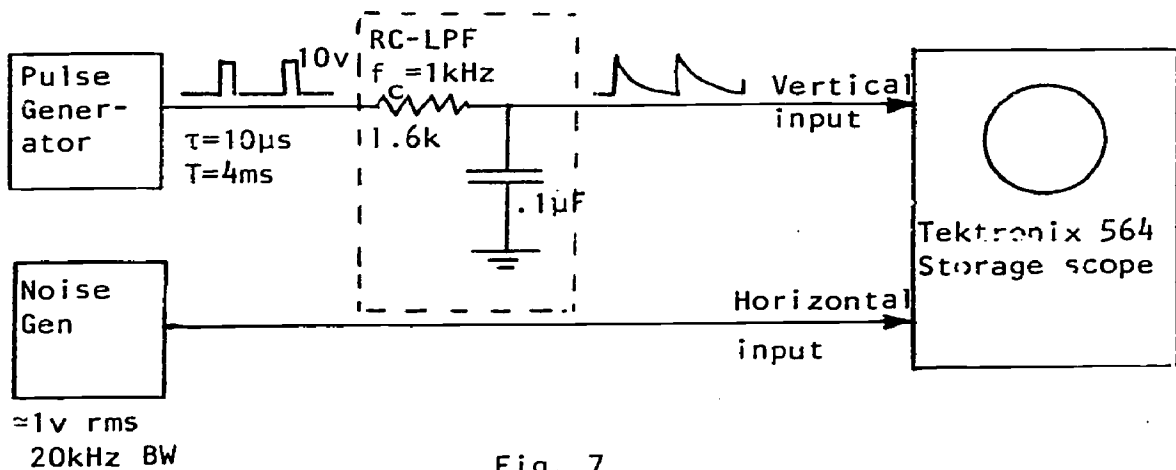 Pulse
Gener-
ator
10v
τ=10μs
T=4ms
RC-LPF
f =1kHz
c
1.6k
.1μF
Vertical
input
Tektronix 564
Storage scope
Noise
Gen
Horizontal
input
≃1v rms
20kHz BW
Fig. 7